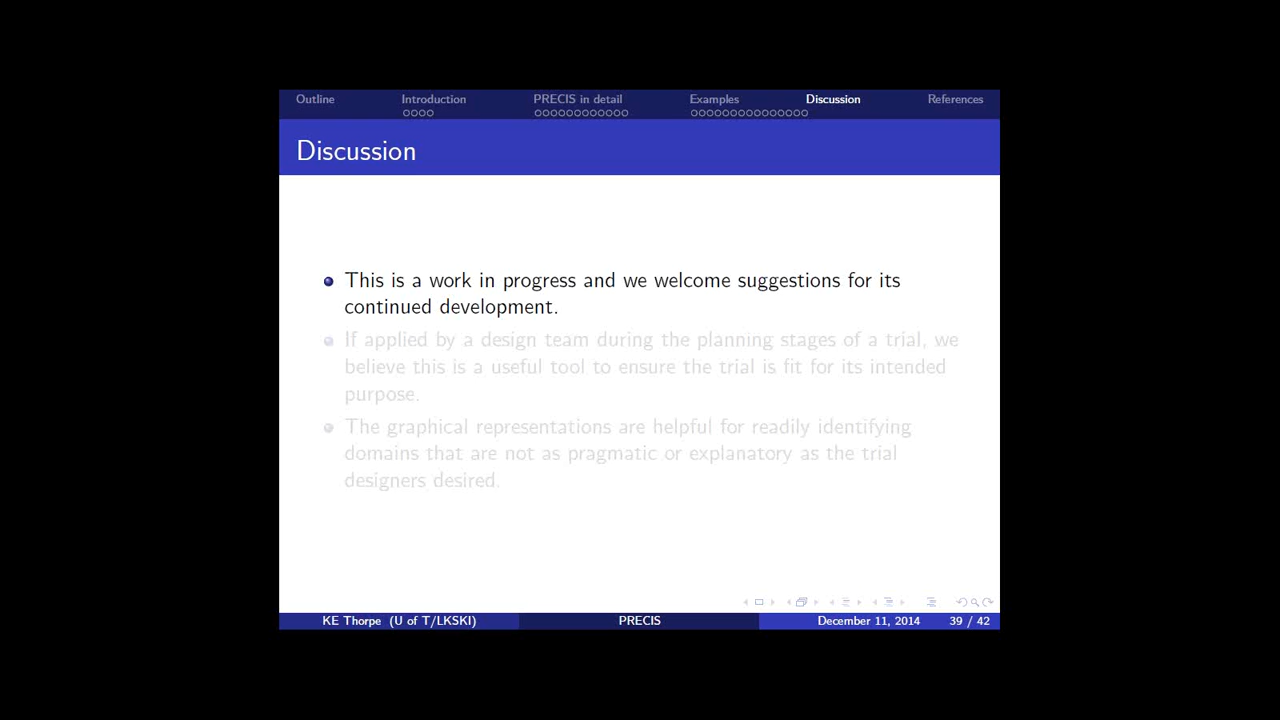 Outline Introduction PRECIS in detail Examples Discussion References
Discussion
This is a work in progress and we welcome suggestions for its
continued development.
If applied by a design team during the planning stages of a trial, we
believe this is a useful tool to ensure the trial is fit for its intended
purpose.
The graphical representations are helpful for readily identifying
domains that are not as pragmatic or explanatory as the trial
designers desired.
KE Thorpe (U of T/LKSKI) PRECIS December 11, 2014 39 / 42